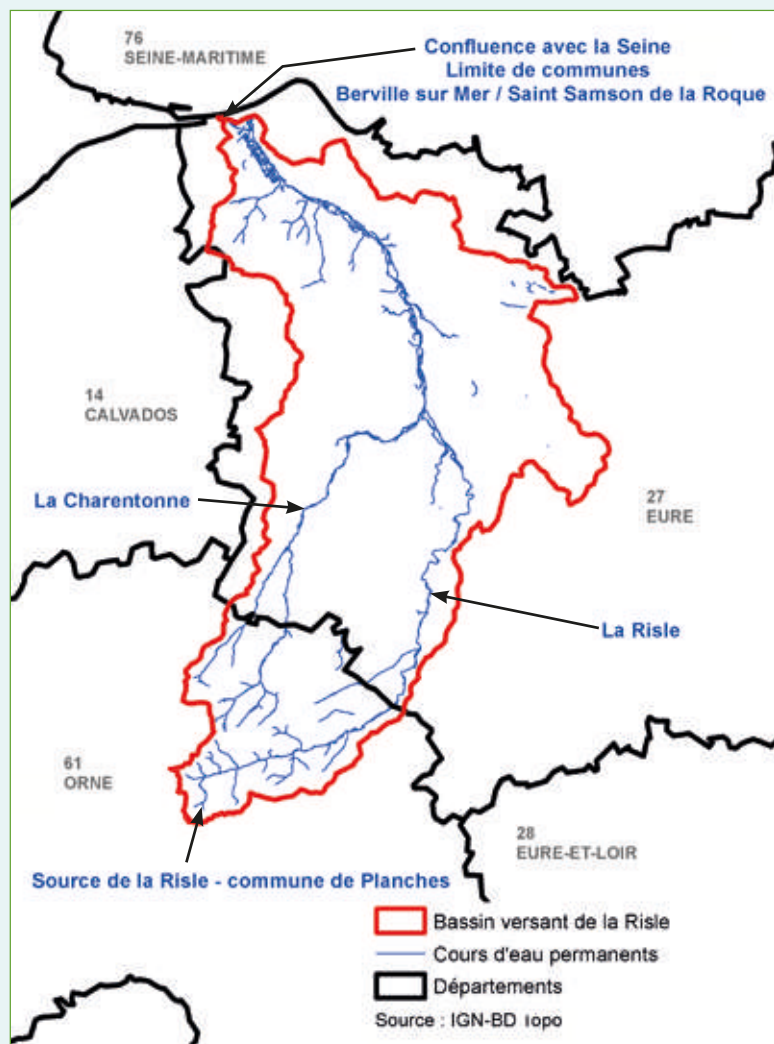 76
SEINE-MARITIME
Confluence avec la Seine
Limite de communes
Berville sur Mer / Saint Samson de la Roque
14
CALVADOS
La Charentonne
27
EURE
La Risle
61
ORNE
28
EURE-ET-LOIR
Source de la Risle - commune de Planches
Bassin versant de la Risle
Cours d'eau permanents
Départements
Source : IGN-BD Topo